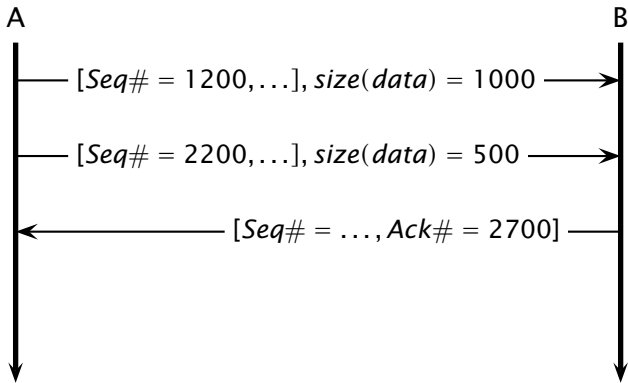 A B
[Seq# = 1200, ...], size(data) = 1000
[Seq# = 2200, ...], size(data) = 500
[Seq# = ..., Ack# = 2700]